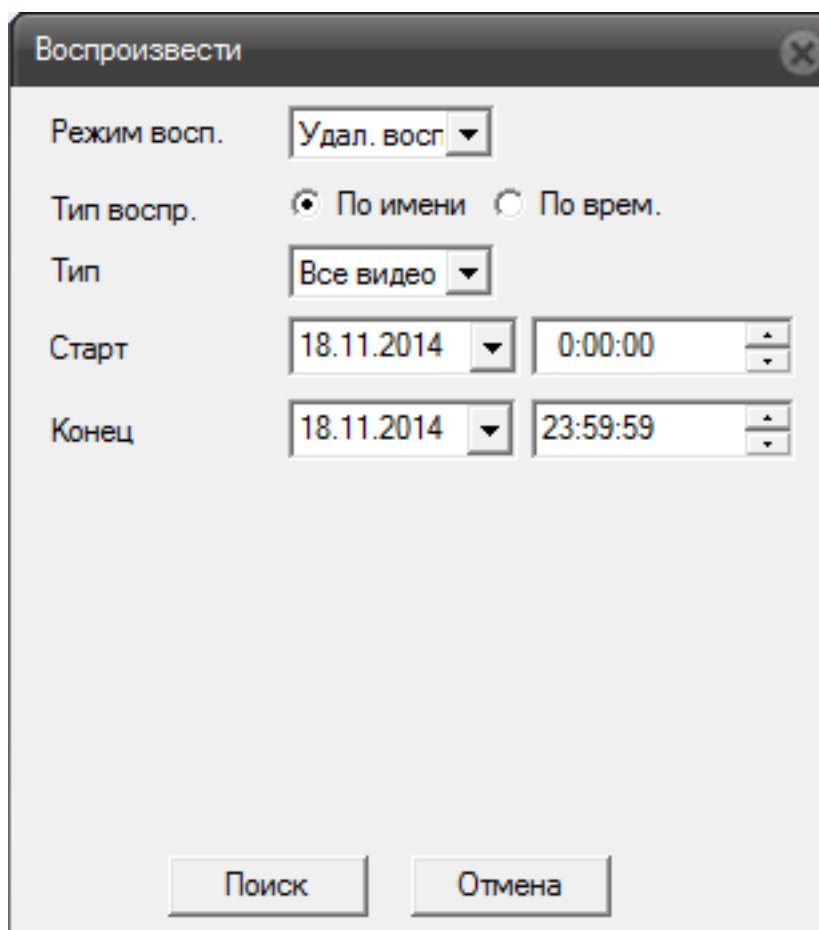 Воспроизвести
Режим восп. Удал. восп
Тип воспр. По имени По врем.
Тип Все видео
Старт 18.11.2014 0:00:00
Конец 18.11.2014 23:59:59
Поиск Отмена